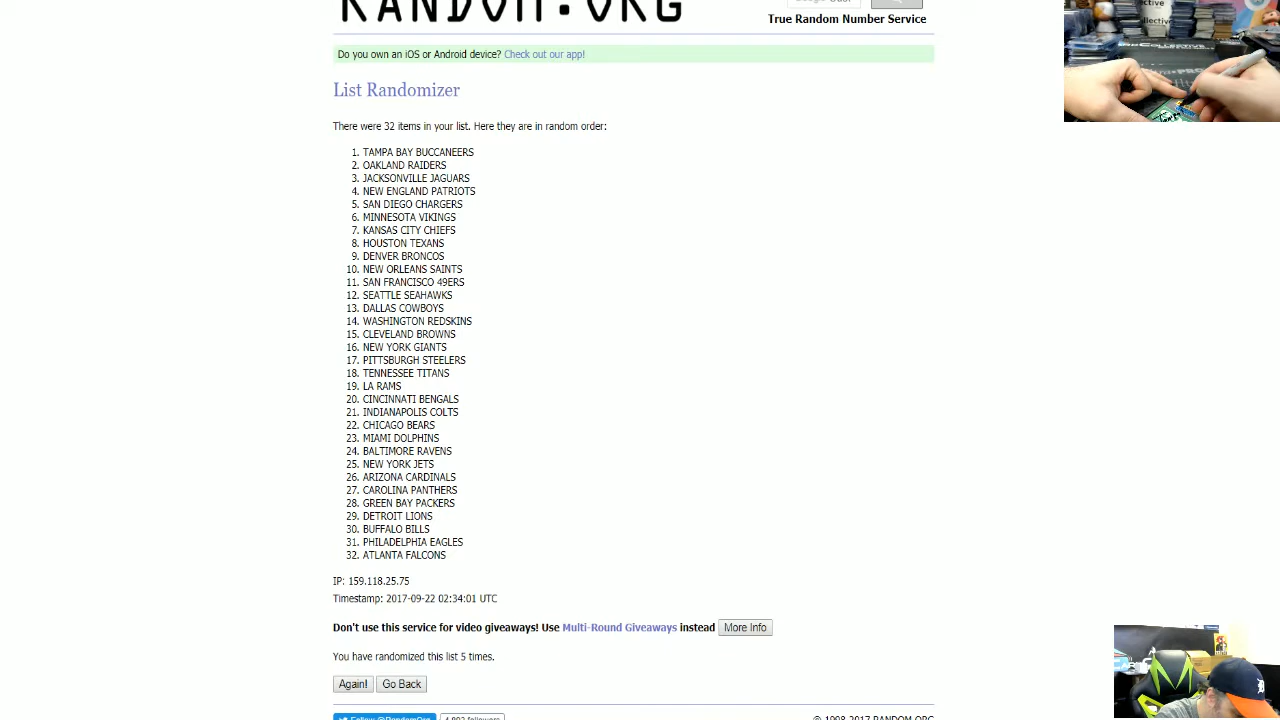 RANDOM.ORG
True Random Number Service
Do you own an iOS or Android device? Check out our app!
List Randomizer
There were 32 items in your list. Here they are in random order:
1. TAMPA BAY BUCCANEERS
2. OAKLAND RAIDERS
3. JACKSONVILLE JAGUARS
4. NEW ENGLAND PATRIOTS
5. SAN DIEGO CHARGERS
6. MINNESOTA VIKINGS
7. KANSAS CITY CHIEFS
8. HOUSTON TEXANS
9. DENVER BRONCOS
10. NEW ORLEANS SAINTS
11. SAN FRANCISCO 49ERS
12. SEATTLE SEAHAWKS
13. DALLAS COWBOYS
14. WASHINGTON REDSKINS
15. CLEVELAND BROWNS
16. NEW YORK GIANTS
17. PITTSBURGH STEELERS
18. TENNESSEE TITANS
19. LA RAMS
20. CINCINNATI BENGALS
21. INDIANAPOLIS COLTS
22. CHICAGO BEARS
23. MIAMI DOLPHINS
24. BALTIMORE RAVENS
25. NEW YORK JETS
26. ARIZONA CARDINALS
27. CAROLINA PANTHERS
28. GREEN BAY PACKERS
29. DETROIT LIONS
30. BUFFALO BILLS
31. PHILADELPHIA EAGLES
32. ATLANTA FALCONS
IP: 159.118.25.75
Timestamp: 2017-09-22 02:34:01 UTC
Don't use this service for video giveaways! Use Multi-Round Giveaways instead More Info
You have randomized this list 5 times.
Again! Go Back
Follow @RandomOrg
followers
© 1998-2017 RANDOM.ORG